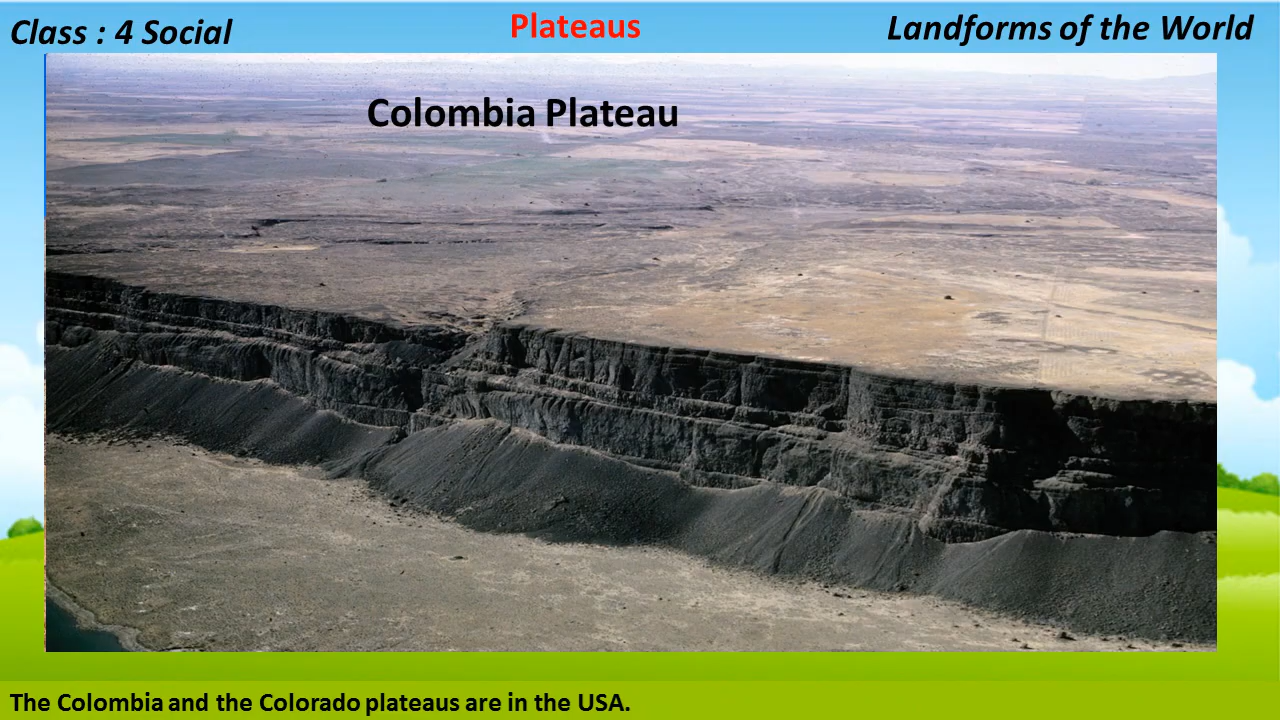 Class : 4 Social
Plateaus
Landforms of the World
Colombia Plateau
The Colombia and the Colorado plateaus are in the USA.